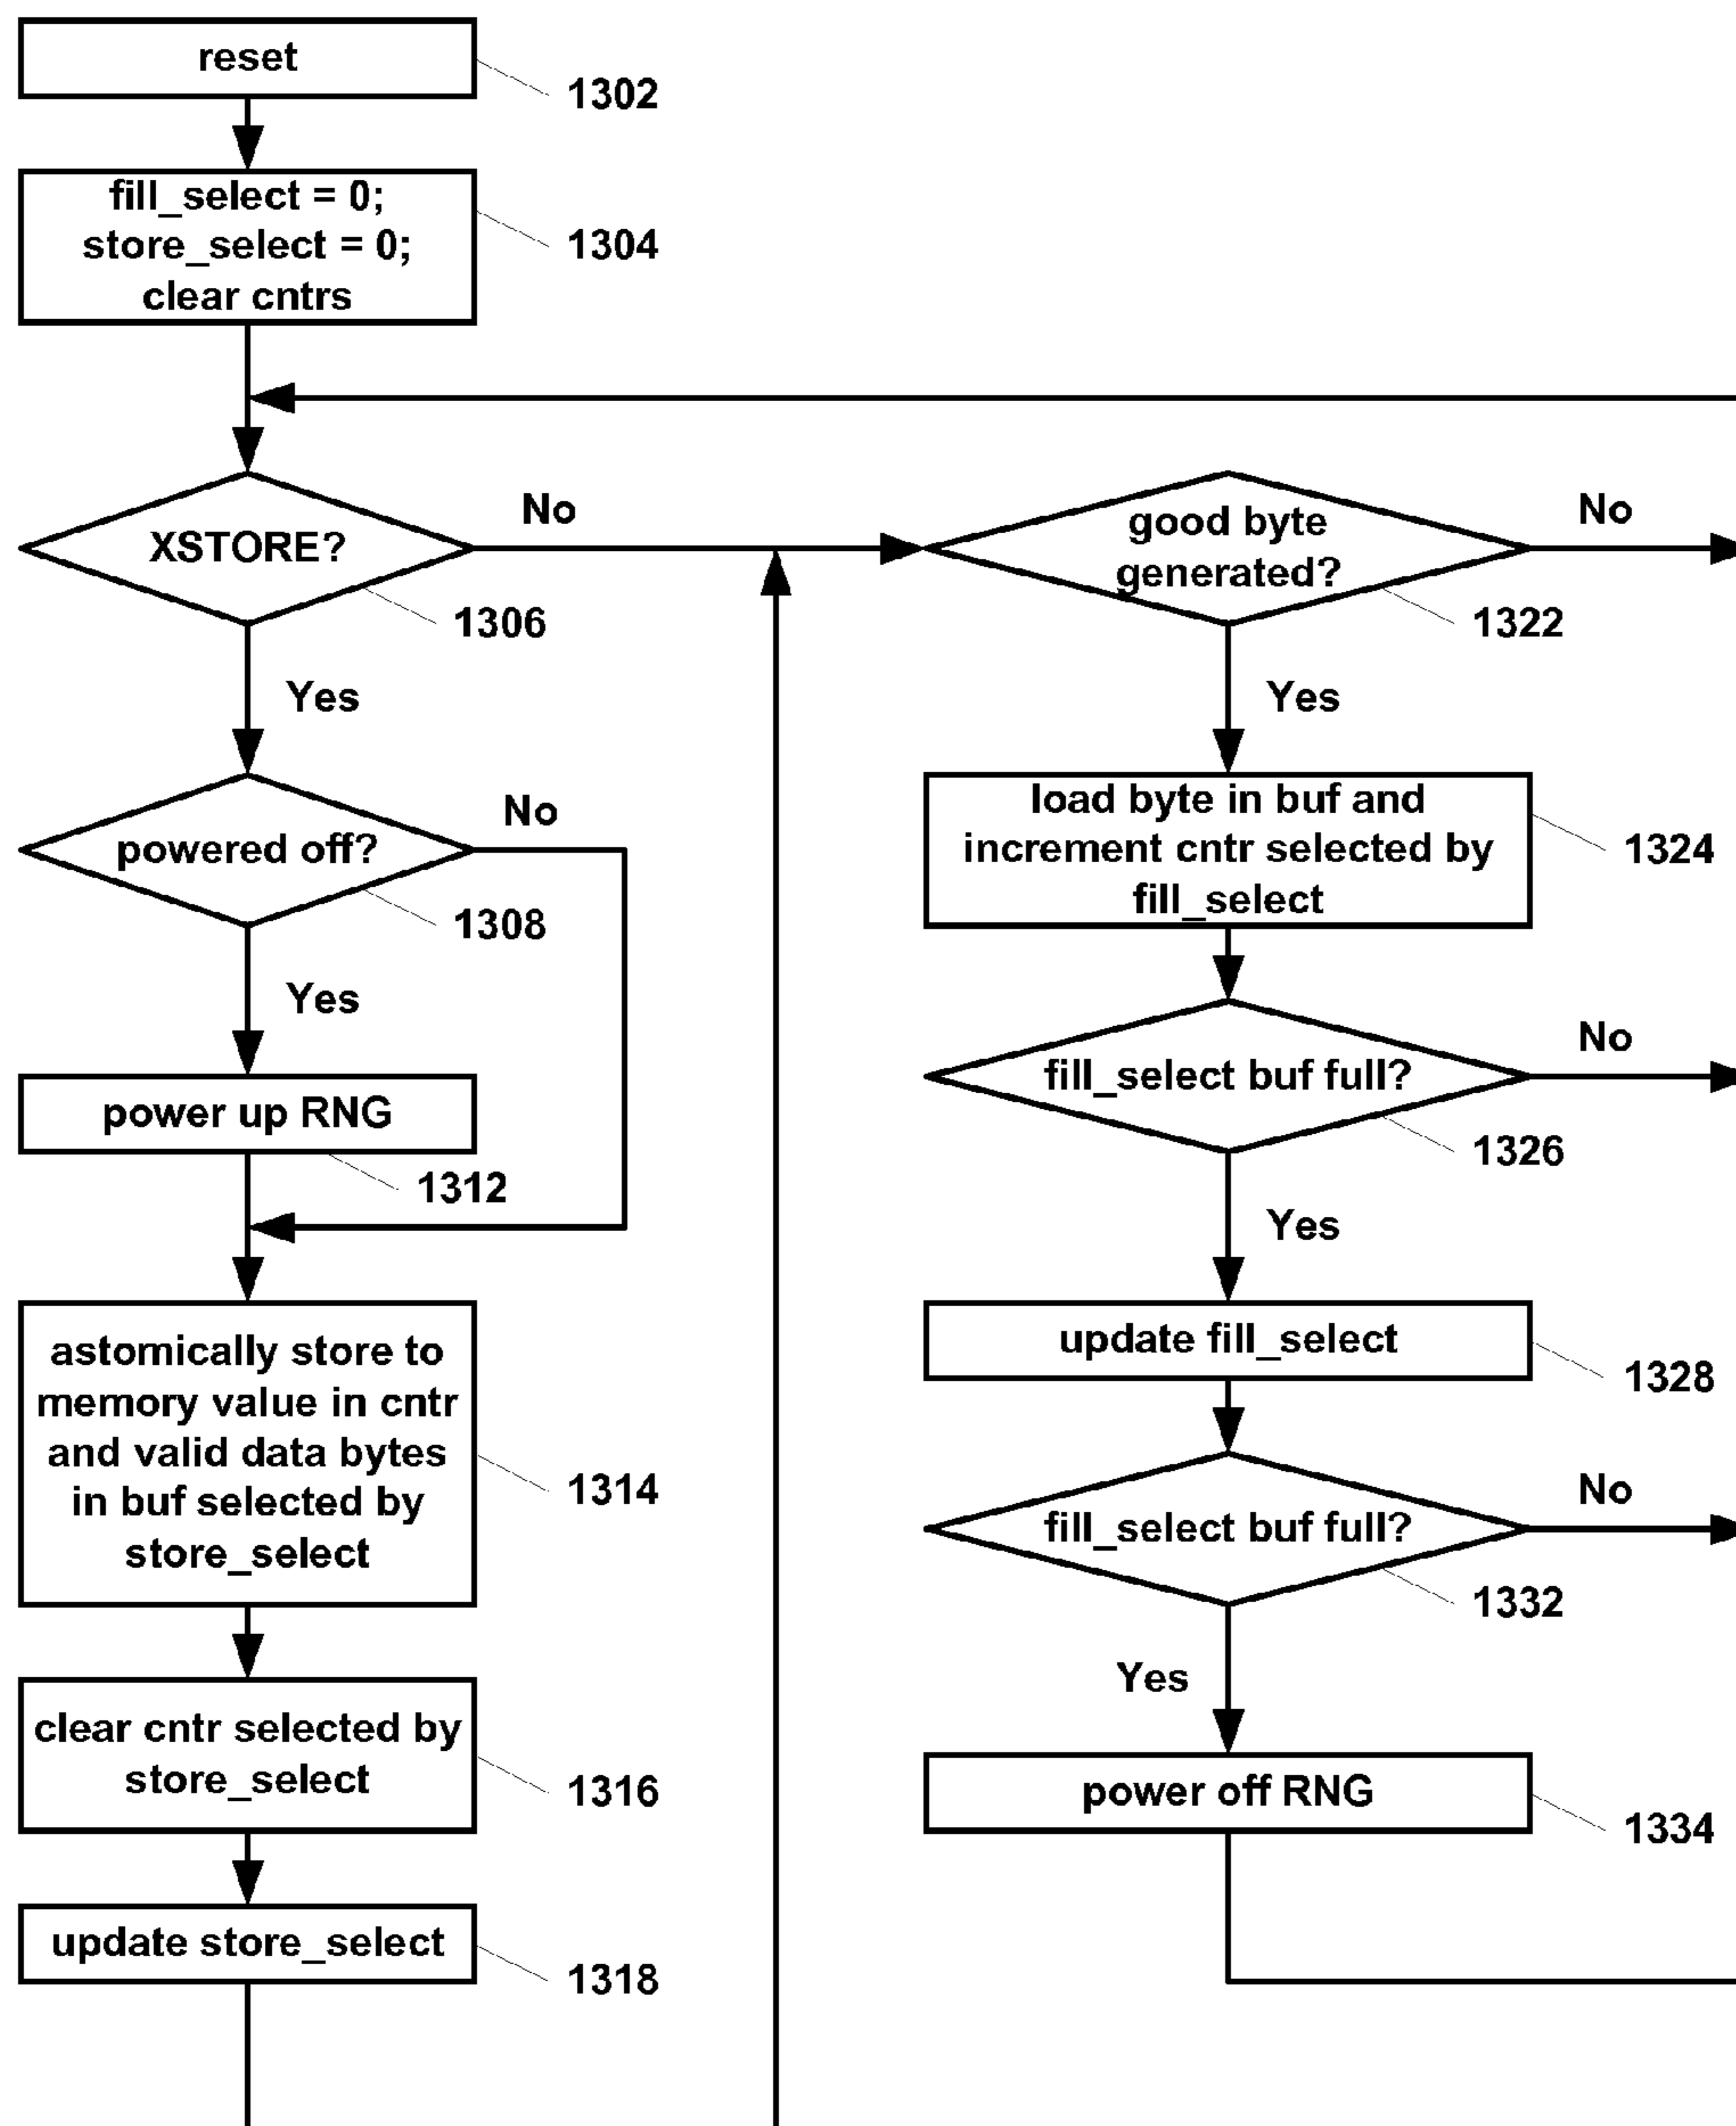 reset
1302
fill_select = 0;
store_select = 0;
clear cntrs
1304
XSTORE?
No
1306
Yes
powered off?
No
1308
Yes
power up RNG
1312
astomically store to
memory value in cntr
and valid data bytes
in buf selected by
store_select
1314
clear cntr selected by
store_select
1316
update store_select
1318
good byte
generated?
No
1322
Yes
load byte in buf and
increment cntr selected by
fill_select
1324
fill_select buf full?
No
1326
Yes
update fill_select
1328
fill_select buf full?
No
1332
Yes
power off RNG
1334